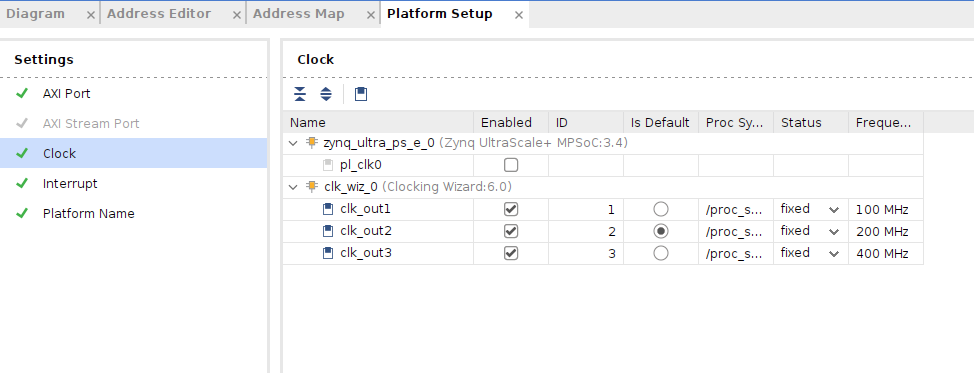 Diagram × Address Editor × Address Map × Platform Setup ×
Settings
AXI Port
AXI Stream Port
Clock
Interrupt
Platform Name
Clock
Name Enabled ID Is Default Proc Sy... Status Freque...
zynq_ultra_ps_e_0 (Zynq UltraScale+ MPSoC:3.4)
pl_clk0
clk_wiz_0 (Clocking Wizard:6.0)
clk_out1 1 /proc_s... fixed 100 MHz
clk_out2 2 /proc_s... fixed 200 MHz
clk_out3 3 /proc_s... fixed 400 MHz